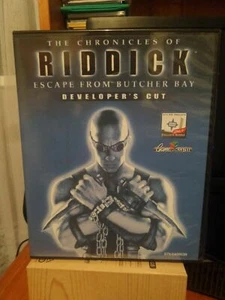 THE CHRONICLES OF
RIDDICK
ESCAPE FROM BUTCHER BAY
DEVELOPER'S CUT